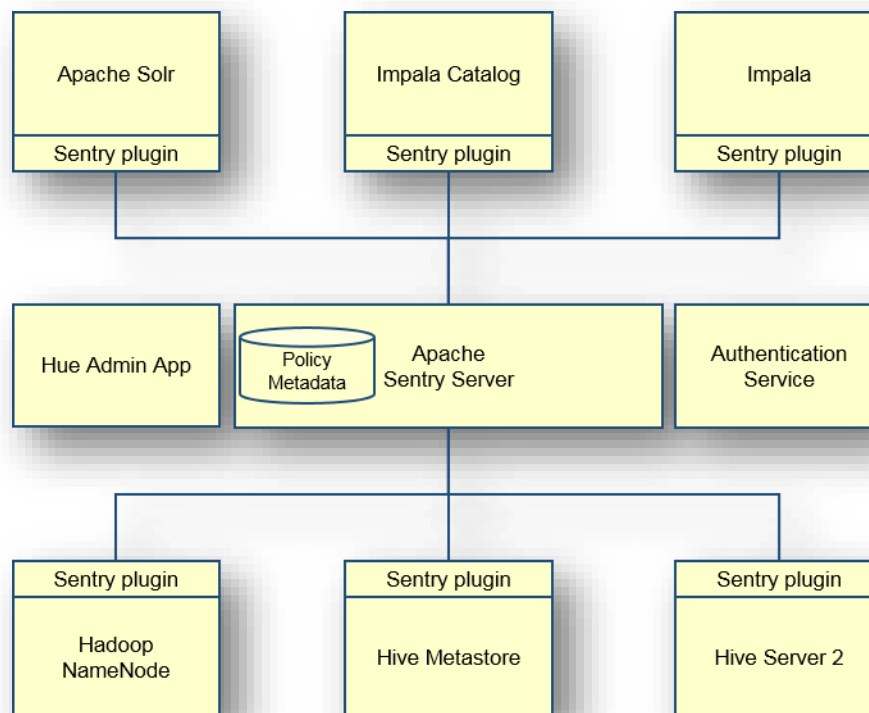 Apache Solr
Impala Catalog
Impala
Sentry plugin
Sentry plugin
Sentry plugin
Hue Admin App
Policy
Metadata
Apache
Sentry Server
Authentication
Service
Sentry plugin
Sentry plugin
Sentry plugin
Hadoop
NameNode
Hive Metastore
Hive Server 2